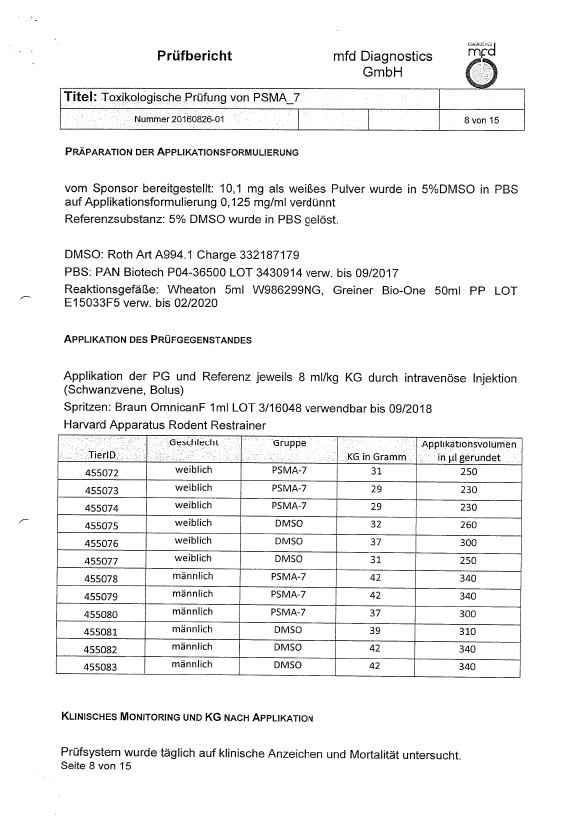 Prüfbericht
mfd Diagnostics
GmbH
DIAGNOSTICS
mfd
Titel: Toxikologische Prüfung von PSMA_7
Nummer 20160826-01 8 von 15
PRÄPARATION DER APPLIKATIONSFORMULIERUNG
vom Sponsor bereitgestellt: 10,1 mg als weißes Pulver wurde in 5%DMSO in PBS
auf Applikationsformulierung 0,125 mg/ml verdünnt
Referenzsubstanz: 5% DMSO wurde in PBS gelöst.
DMSO: Roth Art A994.1 Charge 332187179
PBS: PAN Biotech P04-36500 LOT 3430914 verw. bis 09/2017
Reaktionsgefäße: Wheaton 5ml W986299NG, Greiner Bio-One 50ml PP LOT
E15033F5 verw. bis 02/2020
APPLIKATION DES PRÜFGEGENSTANDES
Applikation der PG und Referenz jeweils 8 ml/kg KG durch intravenöse Injektion
(Schwanzvene, Bolus)
Spritzen: Braun OmnicanF 1ml LOT 3/16048 verwendbar bis 09/2018
Harvard Apparatus Rodent Restrainer
TierID Geschlecht Gruppe KG in Gramm Applikationsvolumen
in µl gerundet
455072 weiblich PSMA-7 31 250
455073 weiblich PSMA-7 29 230
455074 weiblich PSMA-7 29 230
455075 weiblich DMSO 32 260
455076 weiblich DMSO 37 300
455077 weiblich DMSO 31 250
455078 männlich PSMA-7 42 340
455079 männlich PSMA-7 42 340
455080 männlich PSMA-7 37 300
455081 männlich DMSO 39 310
455082 männlich DMSO 42 340
455083 männlich DMSO 42 340
KLINISCHES MONITORING UND KG NACH APPLIKATION
Prüfsystem wurde täglich auf klinische Anzeichen und Mortalität untersucht.
Seite 8 von 15